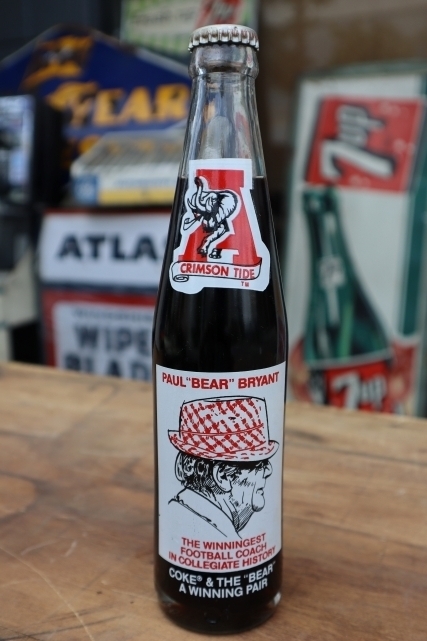 A
CRIMSON TIDE
TM
PAUL "BEAR" BRYANT
THE WINNINGEST
FOOTBALL COACH
IN COLLEGIATE HISTORY
COKE® & THE "BEAR"
A WINNING PAIR
ATLA
WIPE
BLAD
7up
7up